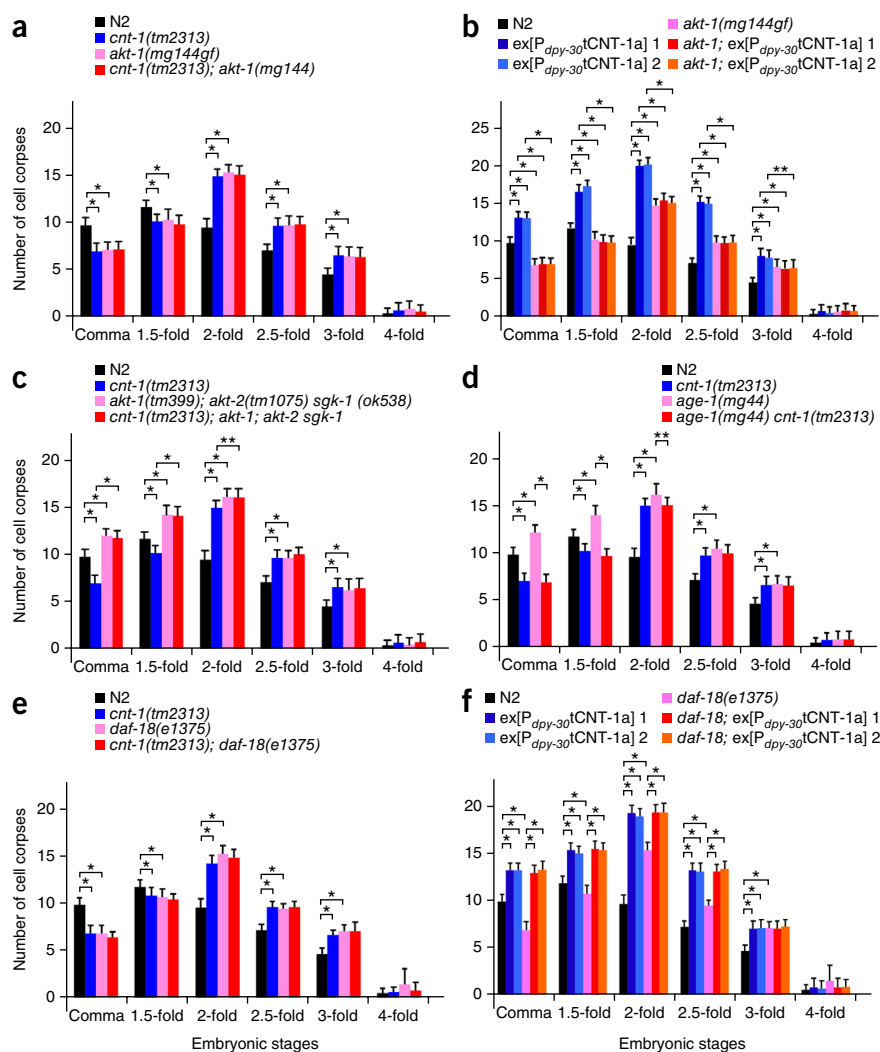 a
N2
cnt-1(tm2313)
akt-1(mg144gf)
cnt-1(tm2313); akt-1(mg144)
Number of cell corpses
20
15
10
5
0
* * * * * * * * * *
Comma 1.5-fold 2-fold 2.5-fold 3-fold 4-fold
b
N2
ex[Pdpy-30tCNT-1a] 1
ex[Pdpy-30tCNT-1a] 2
akt-1(mg144gf)
akt-1; ex[Pdpy-30tCNT-1a] 1
akt-1; ex[Pdpy-30tCNT-1a] 2
25
20
15
10
5
0
* * * * * * * * * * * * * * * * * * * * * * * * **
Comma 1.5-fold 2-fold 2.5-fold 3-fold 4-fold
c
N2
cnt-1(tm2313)
akt-1(tm399); akt-2(tm1075) sgk-1 (ok538)
cnt-1(tm2313); akt-1; akt-2 sgk-1
Number of cell corpses
20
15
10
5
0
* * * * * * * * ** * * * *
Comma 1.5-fold 2-fold 2.5-fold 3-fold 4-fold
d
N2
cnt-1(tm2313)
age-1(mg44)
age-1(mg44) cnt-1(tm2313)
20
15
10
5
0
* * * * * * * * ** * * * *
Comma 1.5-fold 2-fold 2.5-fold 3-fold 4-fold
e
N2
cnt-1(tm2313)
daf-18(e1375)
cnt-1(tm2313); daf-18(e1375)
Number of cell corpses
20
15
10
5
0
* * * * * * * * * *
Comma 1.5-fold 2-fold 2.5-fold 3-fold 4-fold
Embryonic stages
f
N2
ex[Pdpy-30tCNT-1a] 1
ex[Pdpy-30tCNT-1a] 2
daf-18(e1375)
daf-18; ex[Pdpy-30tCNT-1a] 1
daf-18; ex[Pdpy-30tCNT-1a] 2
20
15
10
5
0
* * * * * * * * * * * * * * * * * * * * * * *
Comma 1.5-fold 2-fold 2.5-fold 3-fold 4-fold
Embryonic stages